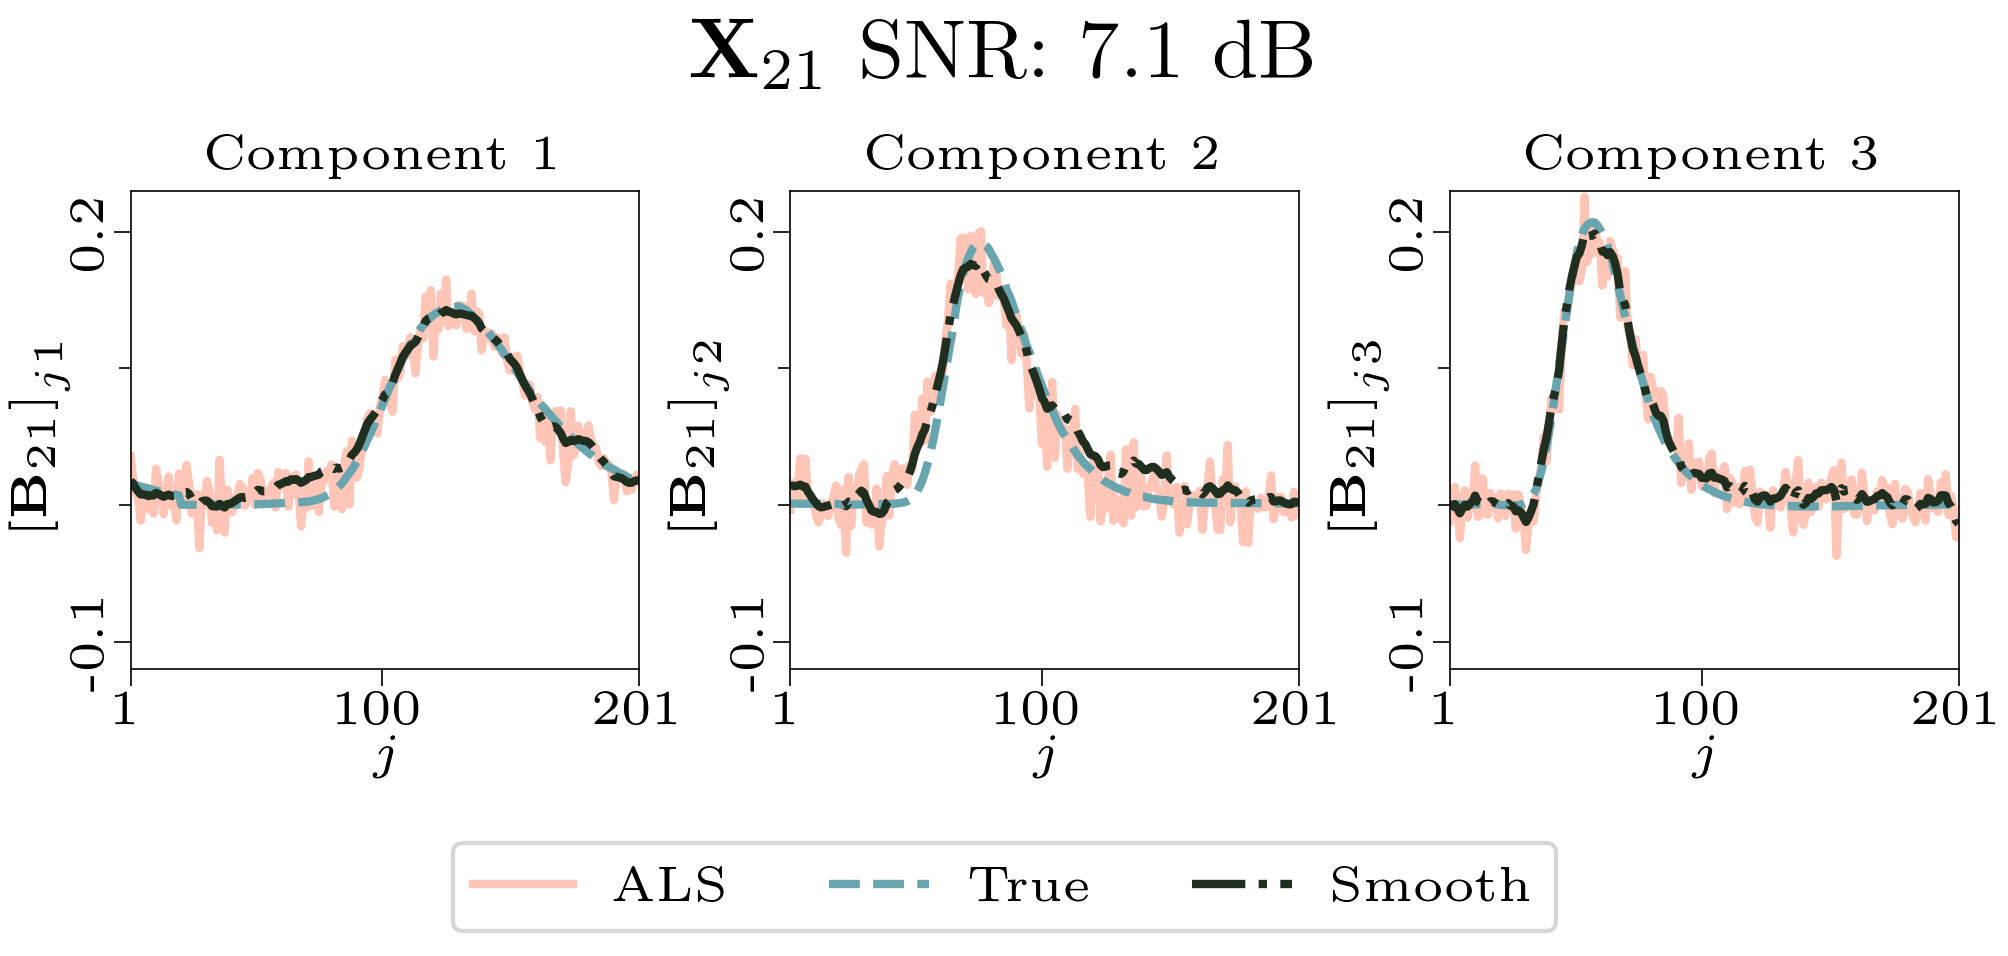 X21 SNR: 7.1 dB
Component 1
Component 2
Component 3
[B21]j1
0.2
-0.1
1 100 201
j
[B21]j2
0.2
-0.1
1 100 201
j
[B21]j3
0.2
-0.1
1 100 201
j
ALS True Smooth